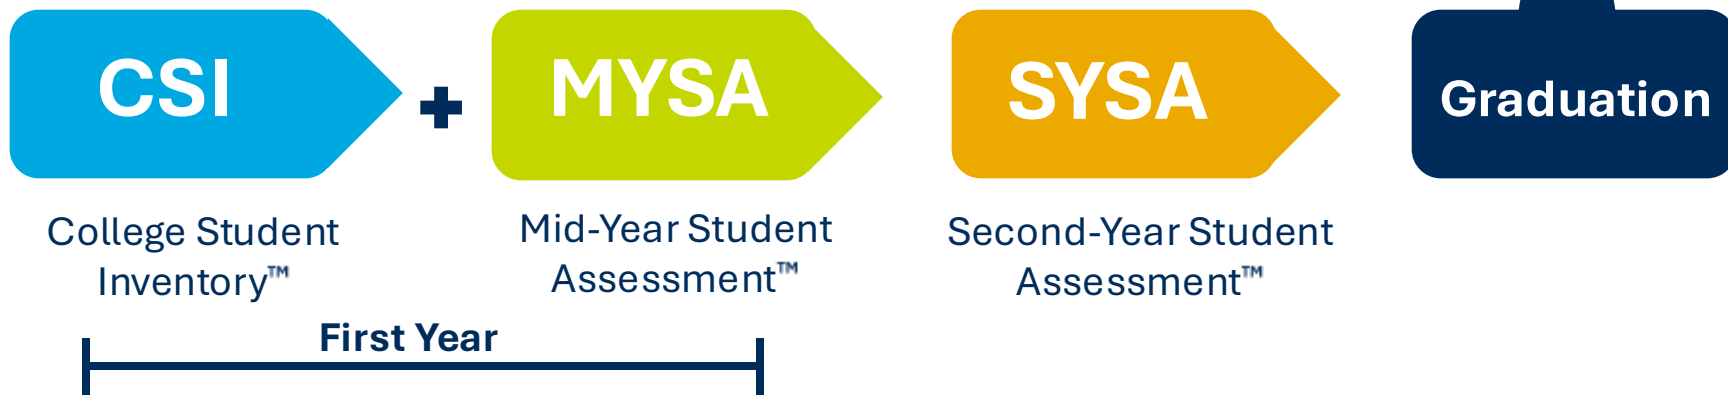 CSI
+
MYSA
SYSA
Graduation
College Student
Inventory™
Mid-Year Student
Assessment™
Second-Year Student
Assessment™
First Year